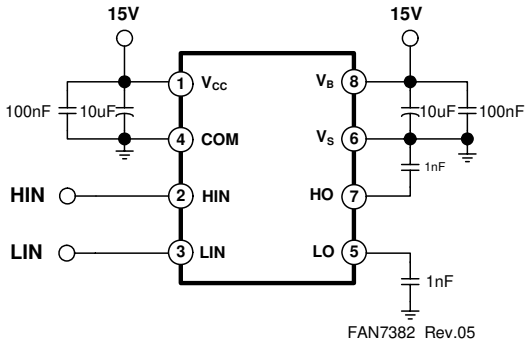 15V 15V
1 VCC VB 8
100nF 10uF 10uF 100nF
4 COM VS 6
1nF
HIN 2 HIN HO 7
LIN 3 LIN LO 5
1nF
FAN7382 Rev.05